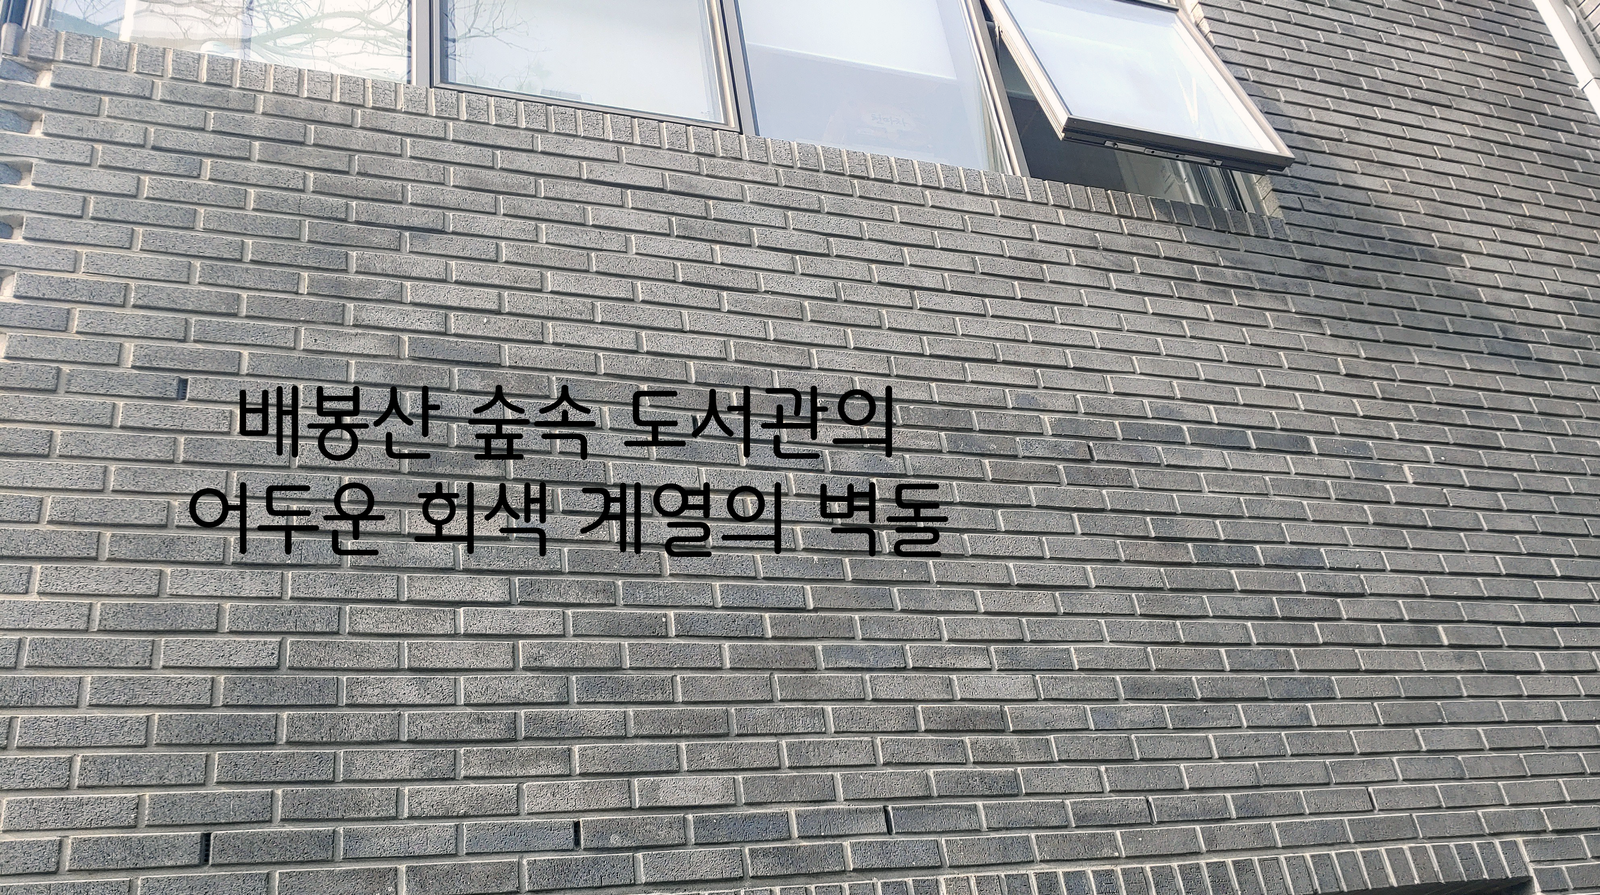 배봉산 숲속 도서관의
어두운 회색 계열의 벽돌